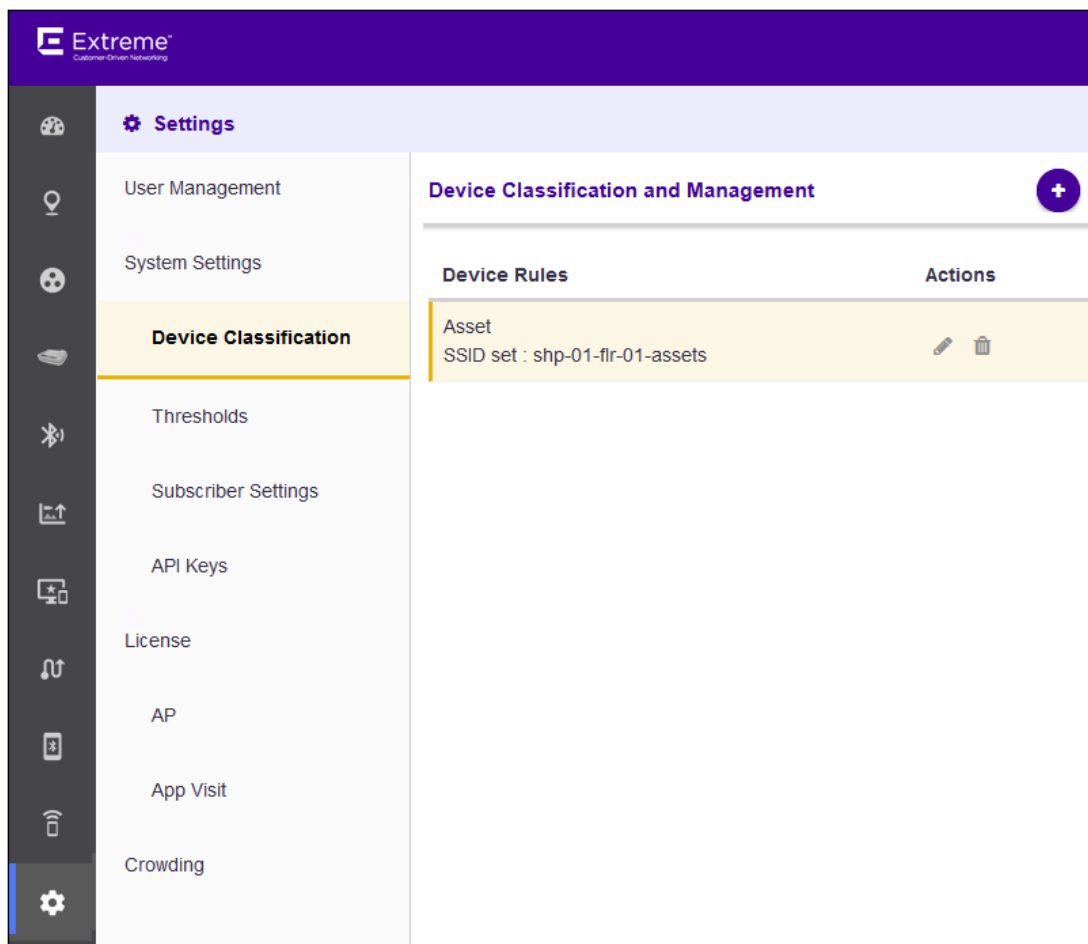 Extreme™
Customer-Driven Networking
Settings
User Management
System Settings
Device Classification
Thresholds
Subscriber Settings
API Keys
License
AP
App Visit
Crowding
Device Classification and Management
Device Rules Actions
Asset
SSID set : shp-01-flr-01-assets